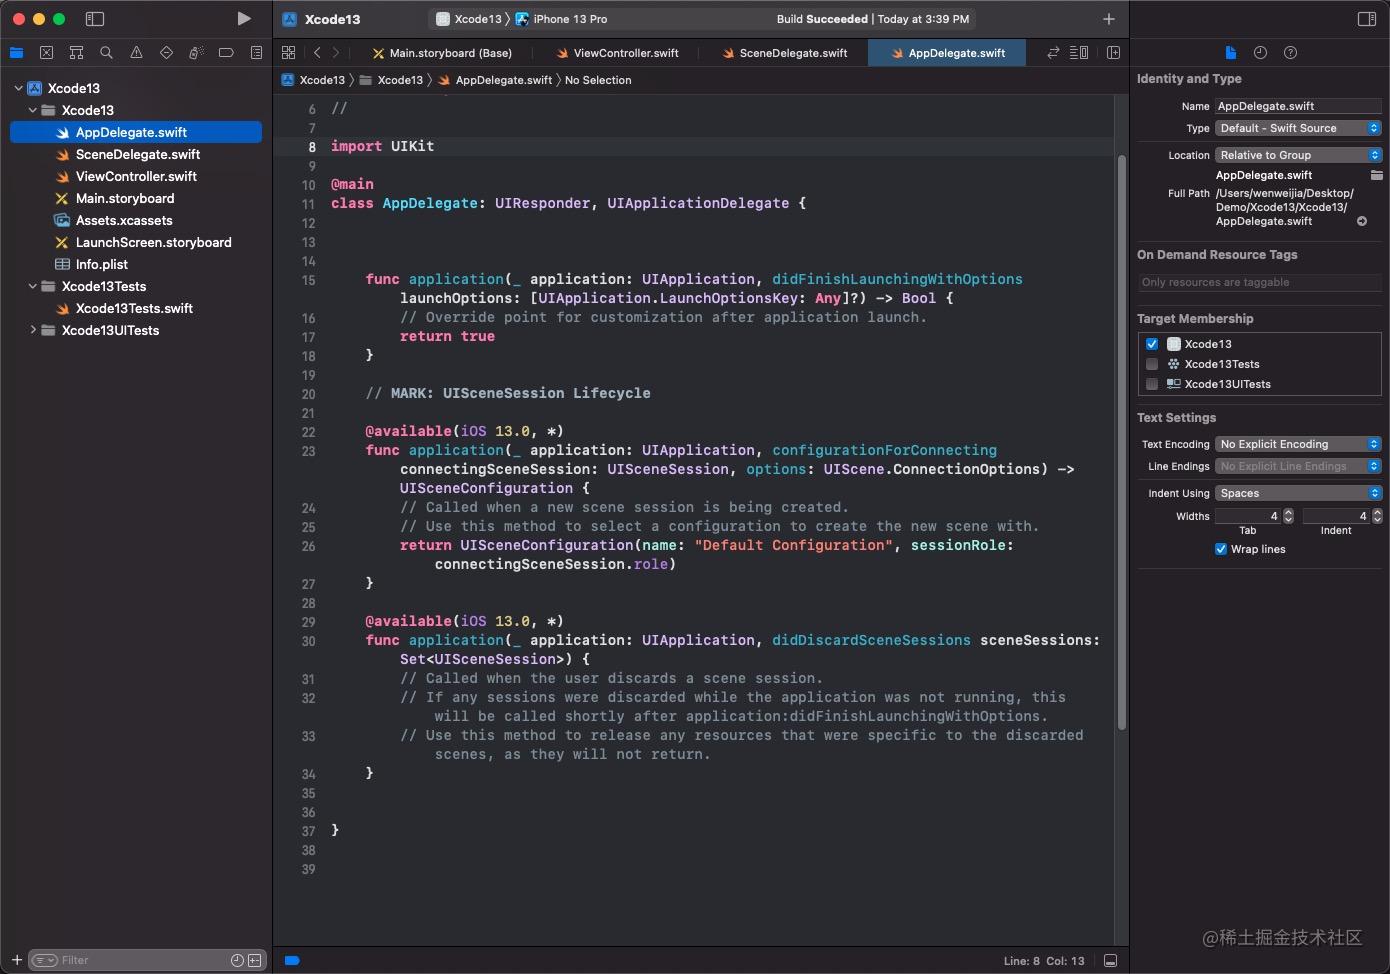 Xcode13
Xcode13 〉 iPhone 13 Pro
Build Succeeded | Today at 3:39 PM
Main.storyboard (Base)
ViewController.swift
SceneDelegate.swift
AppDelegate.swift
Xcode13 〉 Xcode13 〉 AppDelegate.swift 〉 No Selection
Xcode13
Xcode13
AppDelegate.swift
SceneDelegate.swift
ViewController.swift
Main.storyboard
Assets.xcassets
LaunchScreen.storyboard
Info.plist
Xcode13Tests
Xcode13Tests.swift
Xcode13UITests
Filter
6 //
7
8 import UIKit
9
10 @main
11 class AppDelegate: UIResponder, UIApplicationDelegate {
12
13
14
15 func application(_ application: UIApplication, didFinishLaunchingWithOptions
launchOptions: [UIApplication.LaunchOptionsKey: Any]?) -> Bool {
16 // Override point for customization after application launch.
17 return true
18 }
19
20 // MARK: UISceneSession Lifecycle
21
22 @available(iOS 13.0, *)
23 func application(_ application: UIApplication, configurationForConnecting
connectingSceneSession: UISceneSession, options: UIScene.ConnectionOptions) ->
UISceneConfiguration {
24 // Called when a new scene session is being created.
25 // Use this method to select a configuration to create the new scene with.
26 return UISceneConfiguration(name: "Default Configuration", sessionRole:
connectingSceneSession.role)
27 }
28
29 @available(iOS 13.0, *)
30 func application(_ application: UIApplication, didDiscardSceneSessions sceneSessions:
Set<UISceneSession>) {
31 // Called when the user discards a scene session.
32 // If any sessions were discarded while the application was not running, this
will be called shortly after application:didFinishLaunchingWithOptions.
33 // Use this method to release any resources that were specific to the discarded
scenes, as they will not return.
34 }
35
36
37 }
38
39
Line: 8 Col: 13
Identity and Type
Name AppDelegate.swift
Type Default - Swift Source
Location Relative to Group
AppDelegate.swift
Full Path /Users/wenweijia/Desktop/
Demo/Xcode13/Xcode13/
AppDelegate.swift
On Demand Resource Tags
Only resources are taggable
Target Membership
Xcode13
Xcode13Tests
Xcode13UITests
Text Settings
Text Encoding No Explicit Encoding
Line Endings No Explicit Line Endings
Indent Using Spaces
Widths 4 4
Tab Indent
Wrap lines
@稀土掘金技术社区